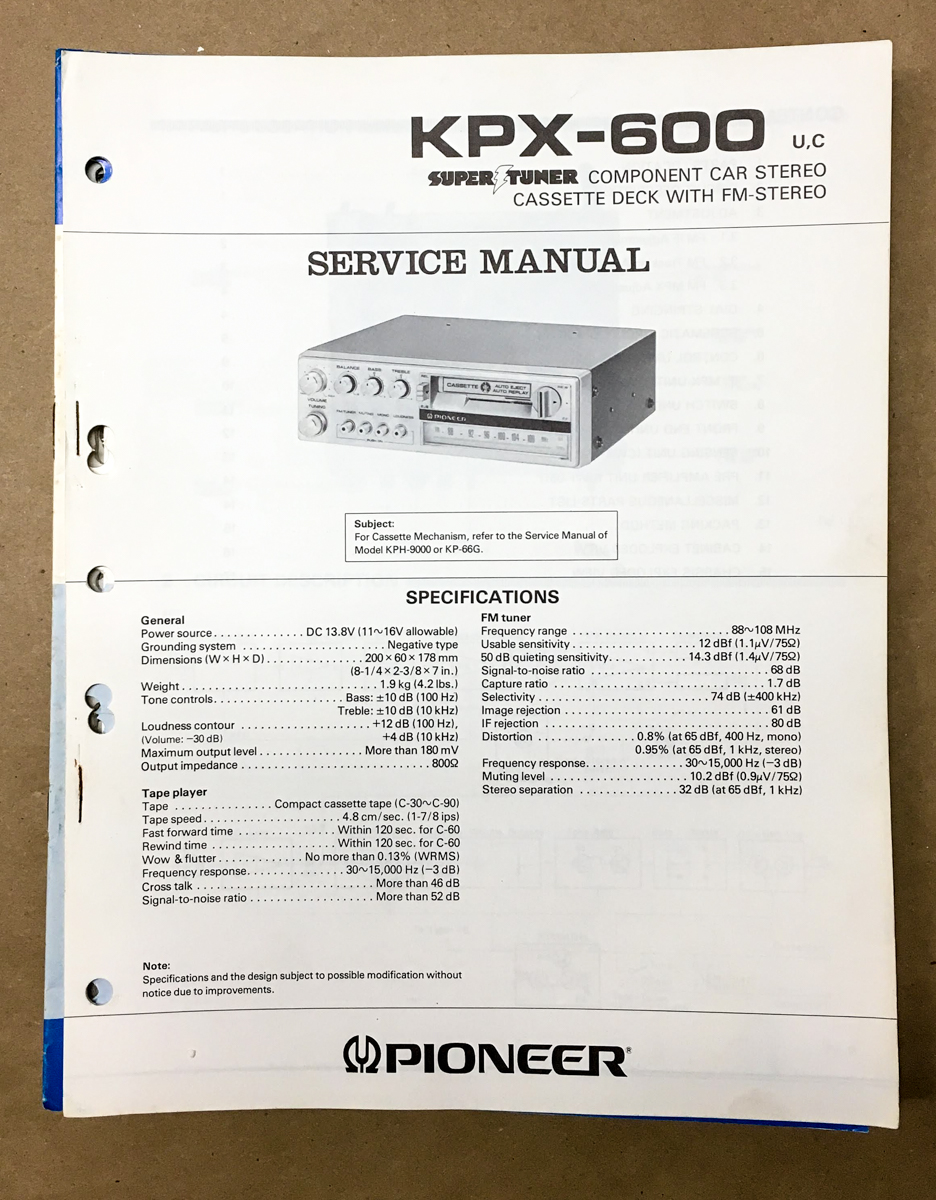 KPX-600 U,C
SUPER TUNER COMPONENT CAR STEREO
CASSETTE DECK WITH FM-STEREO
SERVICE MANUAL
BALANCE BASS TREBLE
CASSETTE AUTO EJECT
AUTO REPLAY
VOLUME
TUNING
PIONEER
Subject:
For Cassette Mechanism, refer to the Service Manual of
Model KPH-9000 or KP-66G.
SPECIFICATIONS
General
Power source . . . . . . . . . . . . . . DC 13.8V (11~16V allowable)
Grounding system . . . . . . . . . . . . . . . . . . . . . . Negative type
Dimensions (W × H × D) . . . . . . . . . . . . . . . 200 × 60 × 178 mm
(8-1/4 × 2-3/8 × 7 in.)
Weight . . . . . . . . . . . . . . . . . . . . . . . . . . . . . . 1.9 kg (4.2 lbs.)
Tone controls . . . . . . . . . . . . . . . . . . . . Bass: ±10 dB (100 Hz)
Treble: ±10 dB (10 kHz)
Loudness contour . . . . . . . . . . . . . . . . . . . . +12 dB (100 Hz),
(Volume: −30 dB) +4 dB (10 kHz)
Maximum output level . . . . . . . . . . . . . . . . More than 180 mV
Output impedance . . . . . . . . . . . . . . . . . . . . . . . . . . . . . 800Ω
Tape player
Tape . . . . . . . . . . . . . . . Compact cassette tape (C-30~C-90)
Tape speed . . . . . . . . . . . . . . . . . . . . . 4.8 cm/sec. (1-7/8 ips)
Fast forward time . . . . . . . . . . . . . . . Within 120 sec. for C-60
Rewind time . . . . . . . . . . . . . . . . . . . Within 120 sec. for C-60
Wow & flutter . . . . . . . . . . . . . No more than 0.13% (WRMS)
Frequency response . . . . . . . . . . . . . . . 30~15,000 Hz (−3 dB)
Cross talk . . . . . . . . . . . . . . . . . . . . . . . . . . . . More than 46 dB
Signal-to-noise ratio . . . . . . . . . . . . . . . . . . . More than 52 dB
FM tuner
Frequency range . . . . . . . . . . . . . . . . . . . . . . . . 88~108 MHz
Usable sensitivity . . . . . . . . . . . . . . . . . . . 12 dBf (1.1μV/75Ω)
50 dB quieting sensitivity . . . . . . . . . . . . 14.3 dBf (1.4μV/75Ω)
Signal-to-noise ratio . . . . . . . . . . . . . . . . . . . . . . . . . . . . 68 dB
Capture ratio . . . . . . . . . . . . . . . . . . . . . . . . . . . . . . . . . 1.7 dB
Selectivity . . . . . . . . . . . . . . . . . . . . . . . . . . 74 dB (±400 kHz)
Image rejection . . . . . . . . . . . . . . . . . . . . . . . . . . . . . . . . 61 dB
IF rejection . . . . . . . . . . . . . . . . . . . . . . . . . . . . . . . . . . . 80 dB
Distortion . . . . . . . . . . . . . . . 0.8% (at 65 dBf, 400 Hz, mono)
0.95% (at 65 dBf, 1 kHz, stereo)
Frequency response . . . . . . . . . . . . . . . 30~15,000 Hz (−3 dB)
Muting level . . . . . . . . . . . . . . . . . . . . . . 10.2 dBf (0.9μV/75Ω)
Stereo separation . . . . . . . . . . . . . . . 32 dB (at 65 dBf, 1 kHz)
Note:
Specifications and the design subject to possible modification without
notice due to improvements.
PIONEER®